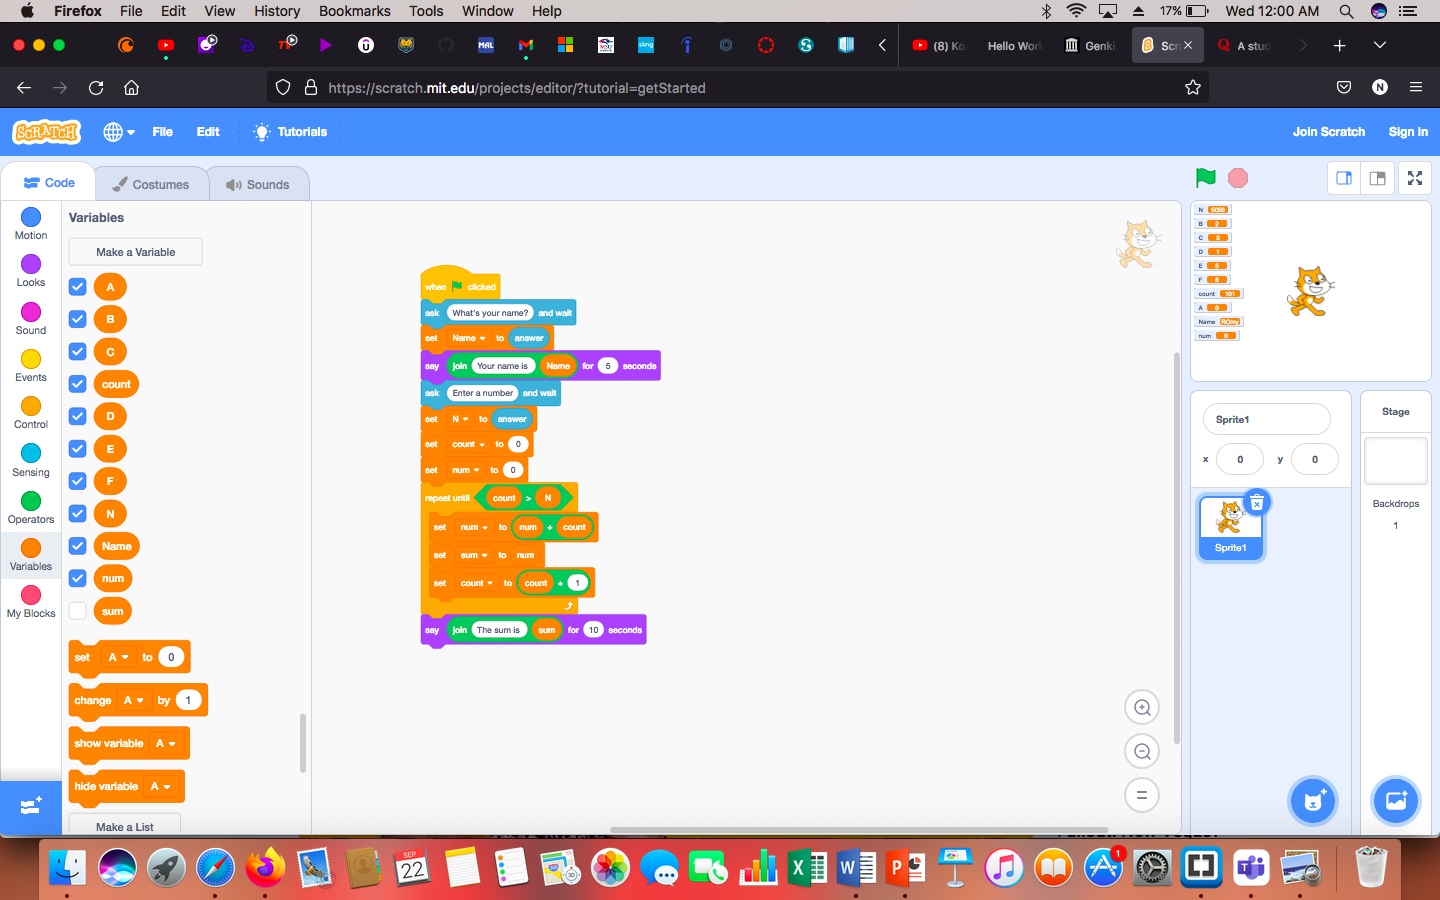 Firefox File Edit View History Bookmarks Tools Window Help 17% Wed 12:00 AM
MAL sling (8) Ko Hello Worl Genki Scr A stud
https://scratch.mit.edu/projects/editor/?tutorial=getStarted N
SCRATCH File Edit Tutorials Join Scratch Sign in
Code Costumes Sounds
Motion
Looks
Sound
Events
Control
Sensing
Operators
Variables
My Blocks
Variables
Make a Variable
A
B
C
count
D
E
F
N
Name
num
sum
set A to 0
change A by 1
show variable A
hide variable A
Make a List
when clicked
ask What's your name? and wait
set Name to answer
say join Your name is Name for 5 seconds
ask Enter a number and wait
set N to answer
set count to 0
set num to 0
repeat until count > N
set num to num + count
set sum to num
set count to count + 1
say join The sum is sum for 10 seconds
N 5050
B 2
C 3
D 1
E 5
F 6
count 101
A 0
Name
num 0
Sprite1
x 0 y 0
Sprite1
Stage
Backdrops
1
SEP
22
1